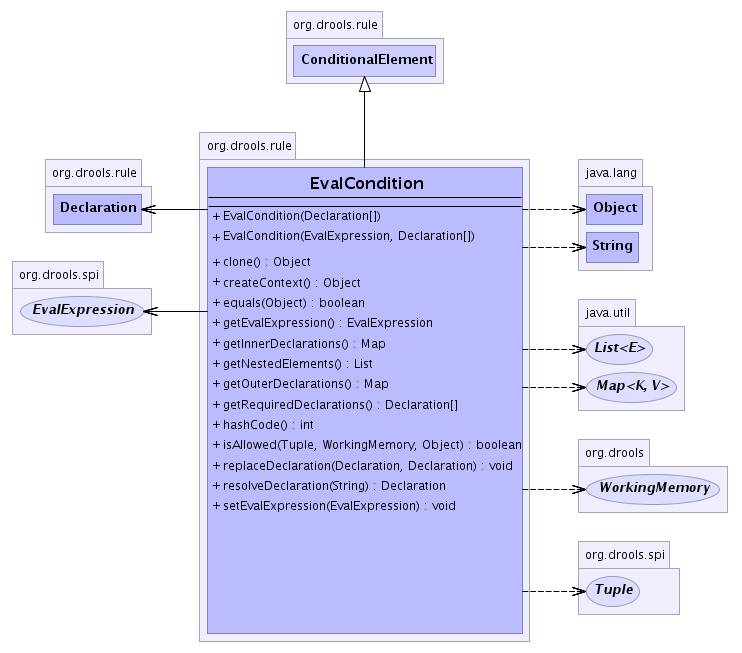 org.drools.rule
ConditionalElement
org.drools.rule
Declaration
org.drools.spi
EvalExpression
org.drools.rule
EvalCondition
+ EvalCondition(Declaration[])
+ EvalCondition(EvalExpression, Declaration[])
+ clone() : Object
+ createContext() : Object
+ equals(Object) : boolean
+ getEvalExpression() : EvalExpression
+ getInnerDeclarations() : Map
+ getNestedElements() : List
+ getOuterDeclarations() : Map
+ getRequiredDeclarations() : Declaration[]
+ hashCode() : int
+ isAllowed(Tuple, WorkingMemory, Object) : boolean
+ replaceDeclaration(Declaration, Declaration) : void
+ resolveDeclaration(String) : Declaration
+ setEvalExpression(EvalExpression) : void
java.lang
Object
String
java.util
List<E>
Map<K, V>
org.drools
WorkingMemory
org.drools.spi
Tuple